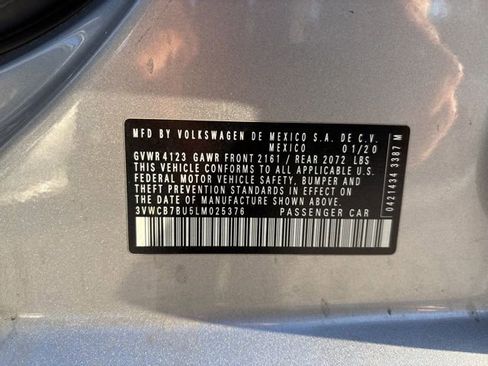 MFD BY VOLKSWAGEN DE MEXICO S.A. DE C.V.
MEXICO 01/20
GVWR 4123 GAWR FRONT 2161 / REAR 2072 LBS
THIS VEHICLE CONFORMS TO ALL APPLICABLE U.S.
FEDERAL MOTOR VEHICLE SAFETY, BUMPER AND
THEFT PREVENTION STANDARDS IN EFFECT ON
THE DATE OF MANUFACTURE SHOWN ABOVE.
3VWCB7BU5LM025376 PASSENGER CAR
0421434 3387 M